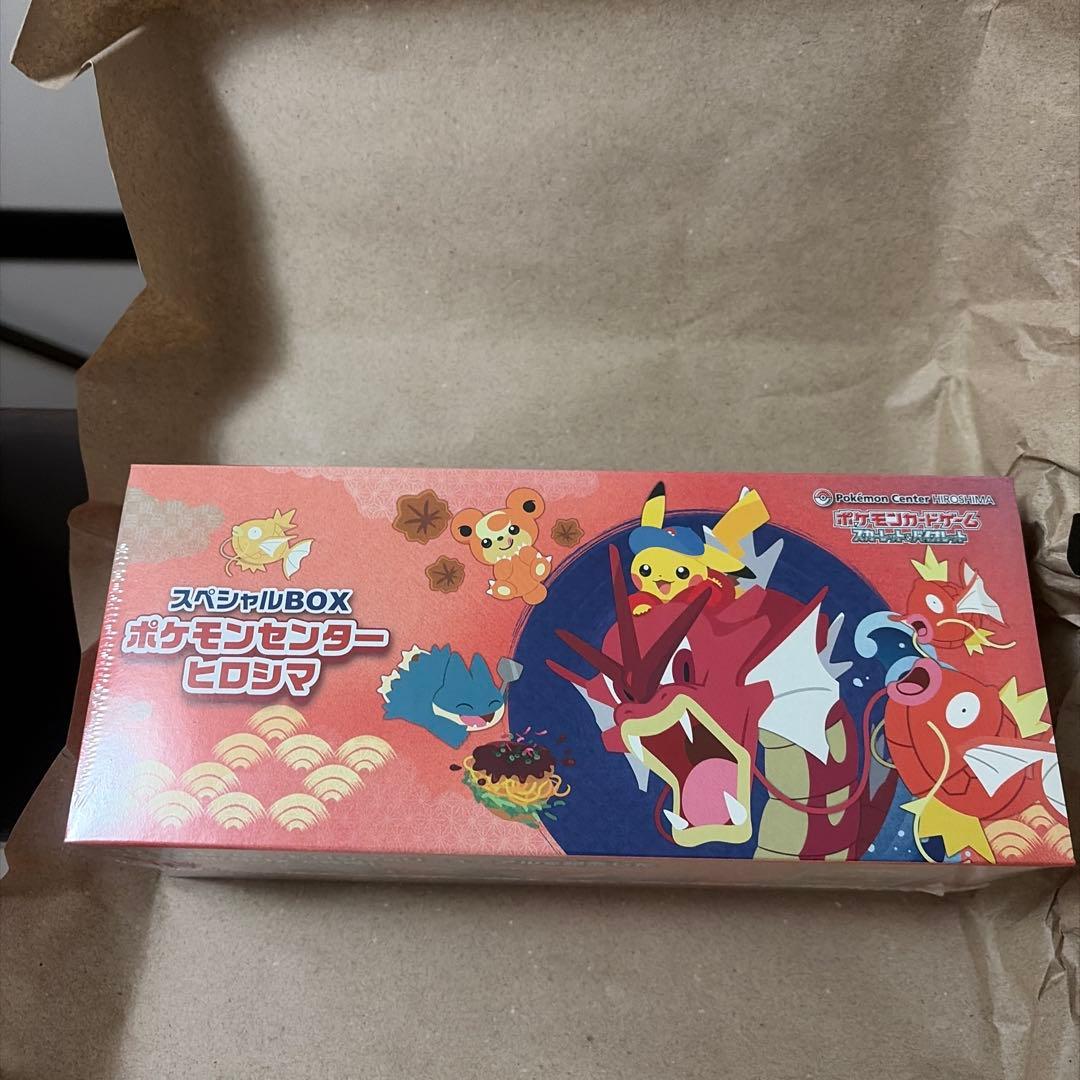 Pokémon Center HIROSHIMA
ポケモンカードゲーム
スカーレット&バイオレット
スペシャルBOX
ポケモンセンター
ヒロシマ